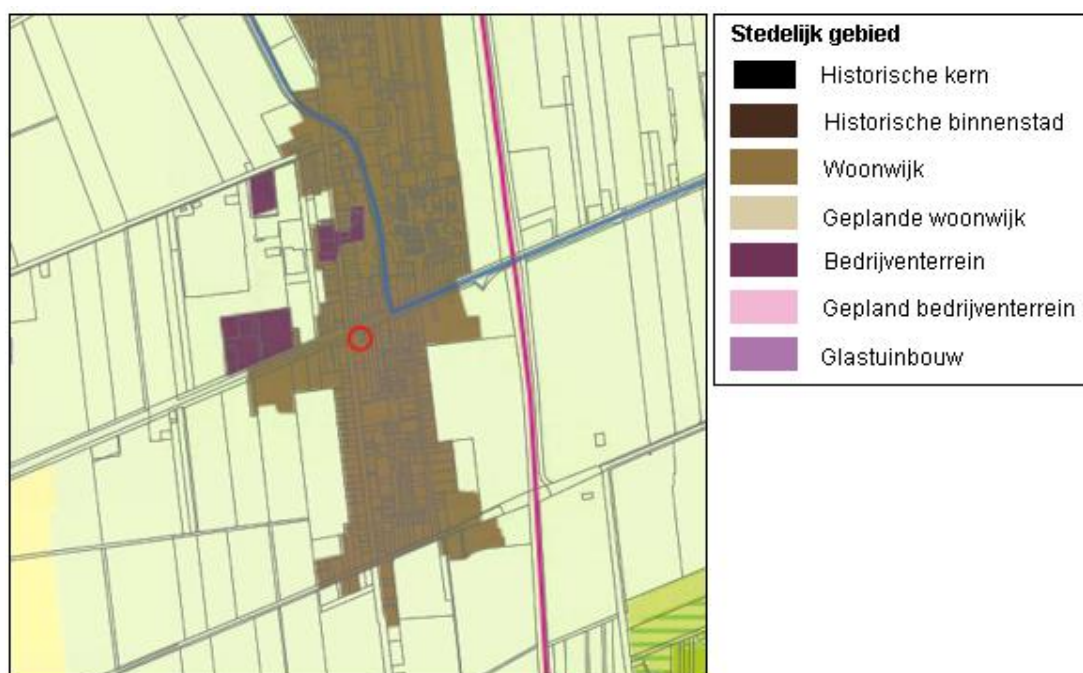 Stedelijk gebied
Historische kern
Historische binnenstad
Woonwijk
Geplande woonwijk
Bedrijventerrein
Gepland bedrijventerrein
Glastuinbouw